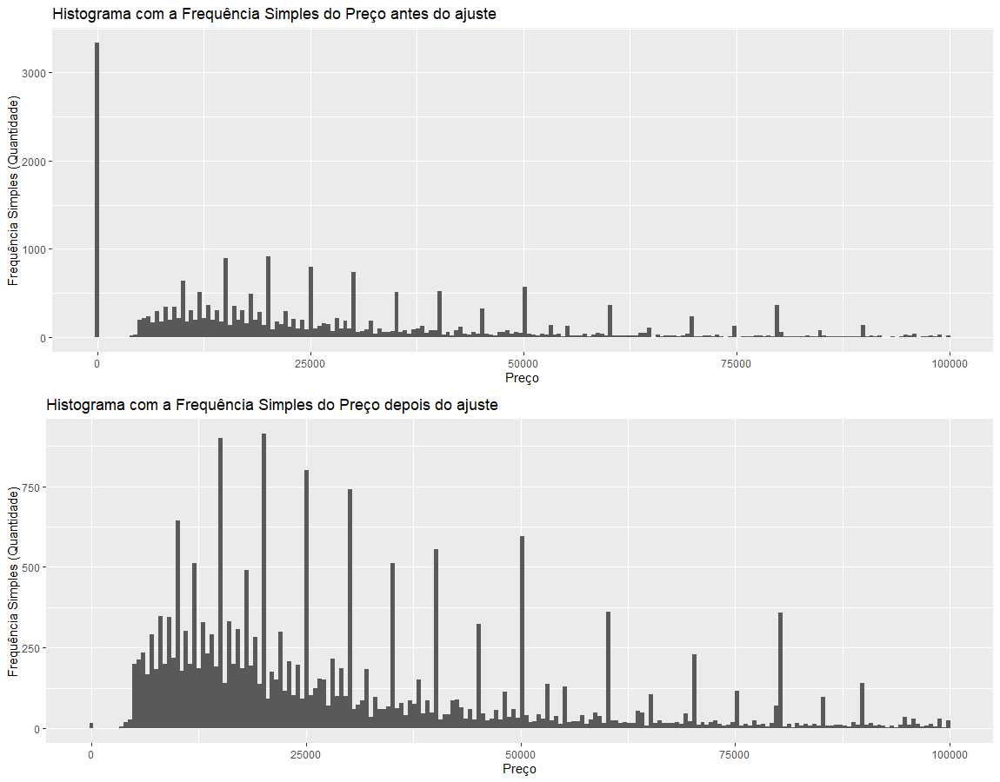 Histograma com a Frequência Simples do Preço antes do ajuste
Frequência Simples (Quantidade)
3000
2000
1000
0
0 25000 50000 75000 100000
Preço
Histograma com a Frequência Simples do Preço depois do ajuste
Frequência Simples (Quantidade)
750
500
250
0
0 25000 50000 75000 100000
Preço